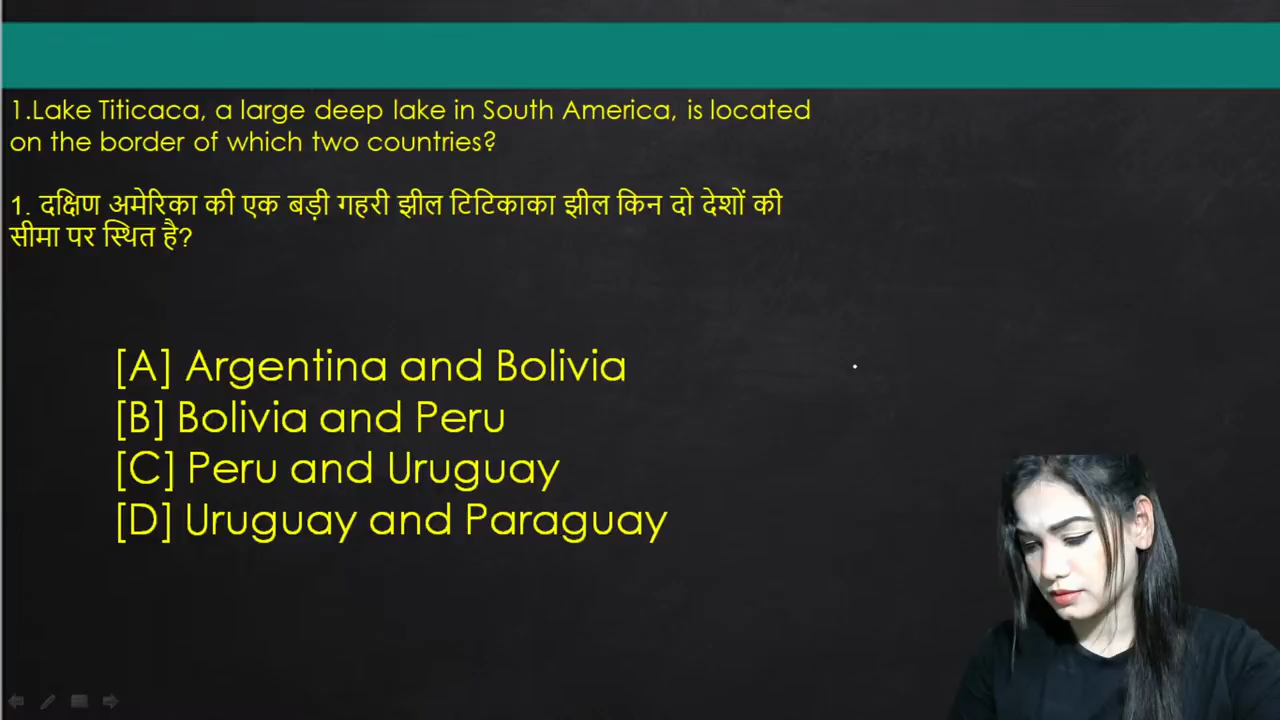 1.Lake Titicaca, a large deep lake in South America, is located
on the border of which two countries?
1. दक्षिण अमेरिका की एक बड़ी गहरी झील टिटिकाका झील किन दो देशों की
सीमा पर स्थित है?
[A] Argentina and Bolivia
[B] Bolivia and Peru
[C] Peru and Uruguay
[D] Uruguay and Paraguay